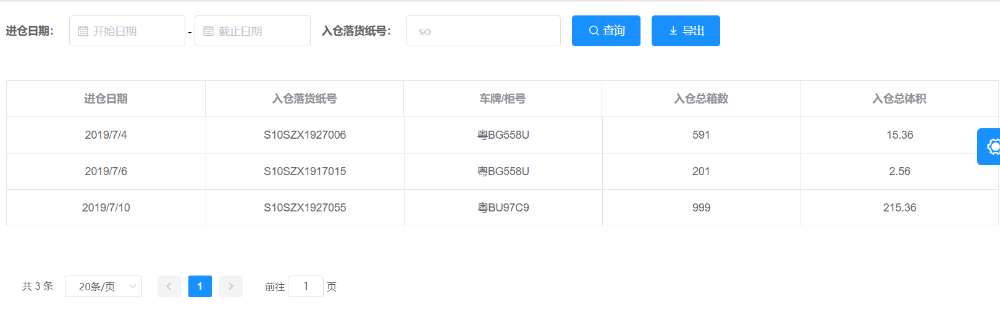 进仓日期： 开始日期 - 截止日期 入仓落货纸号： so 查询 导出
进仓日期 入仓落货纸号 车牌/柜号 入仓总箱数 入仓总体积
2019/7/4 S10SZX1927006 粤BG558U 591 15.36
2019/7/6 S10SZX1917015 粤BG558U 201 2.56
2019/7/10 S10SZX1927055 粤BU97C9 999 215.36
共 3 条 20条/页 1 前往 1 页